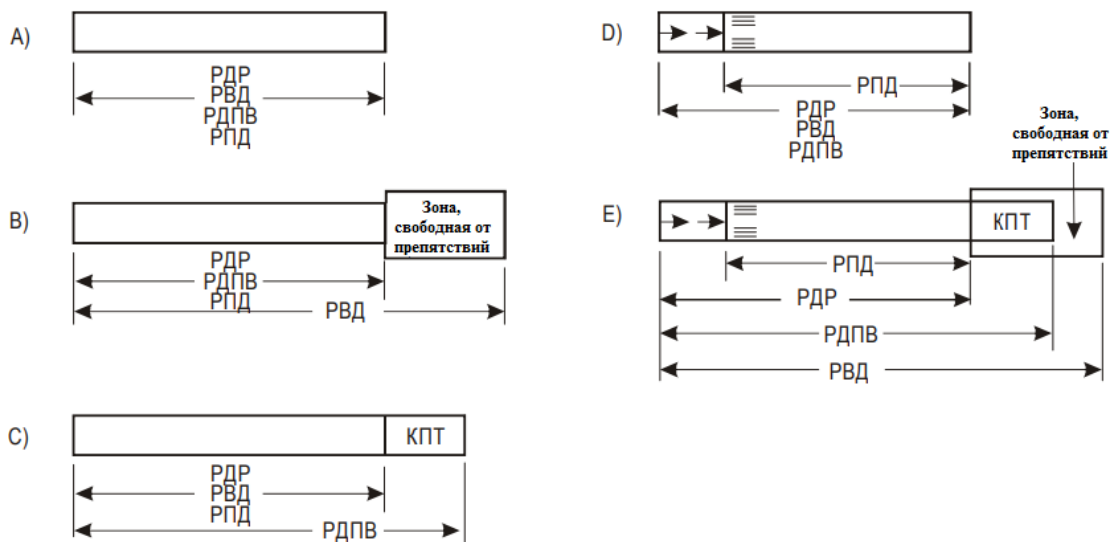 A)
РДР
РВД
РДПВ
РПД
B)
Зона,
свободная от
препятствий
РДР
РДПВ
РПД
РВД
C)
КПТ
РДР
РВД
РПД
РДПВ
D)
РПД
РДР
РВД
РДПВ
Зона,
свободная от
препятствий
E)
КПТ
РПД
РДР
РДПВ
РВД